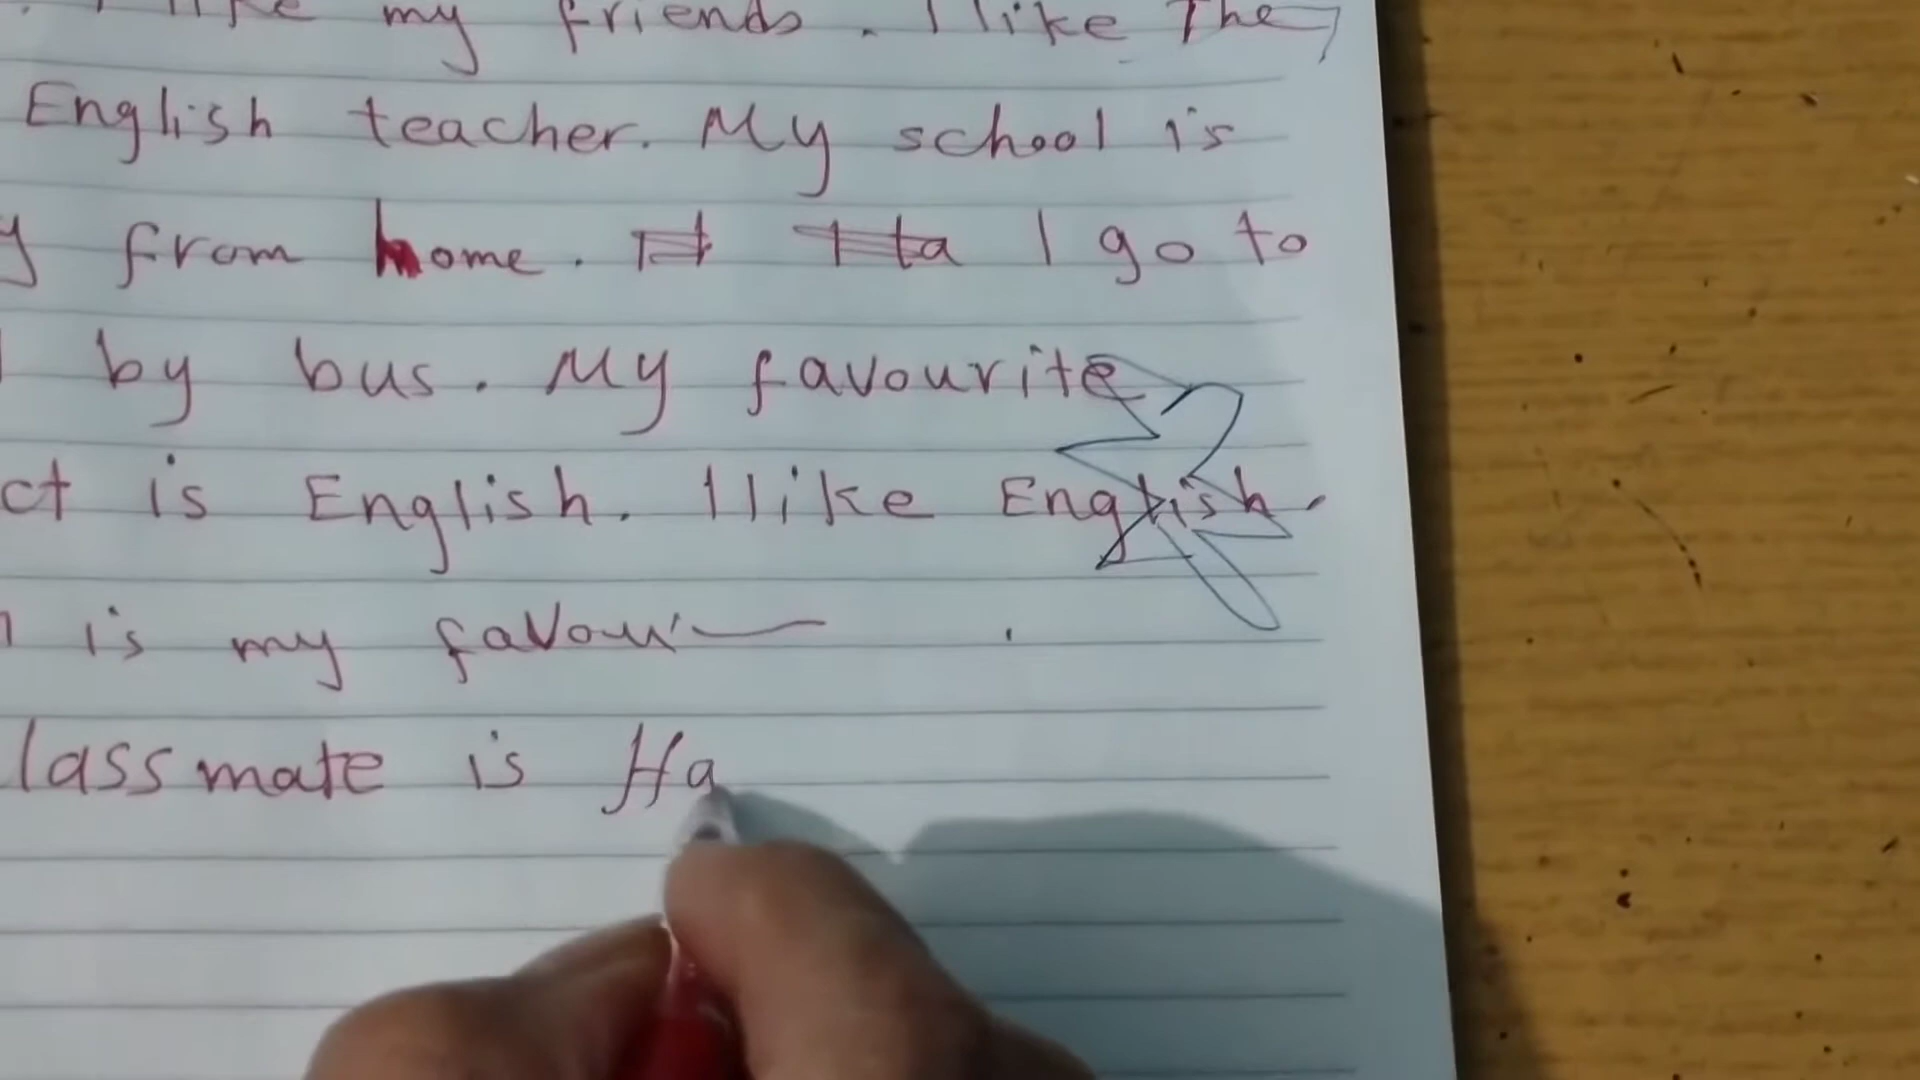 my friends. I like The
English teacher. My school is
y from home. I go to
by bus. My favourite
ct is English. I like English.
is my favour
lassmate is Ha